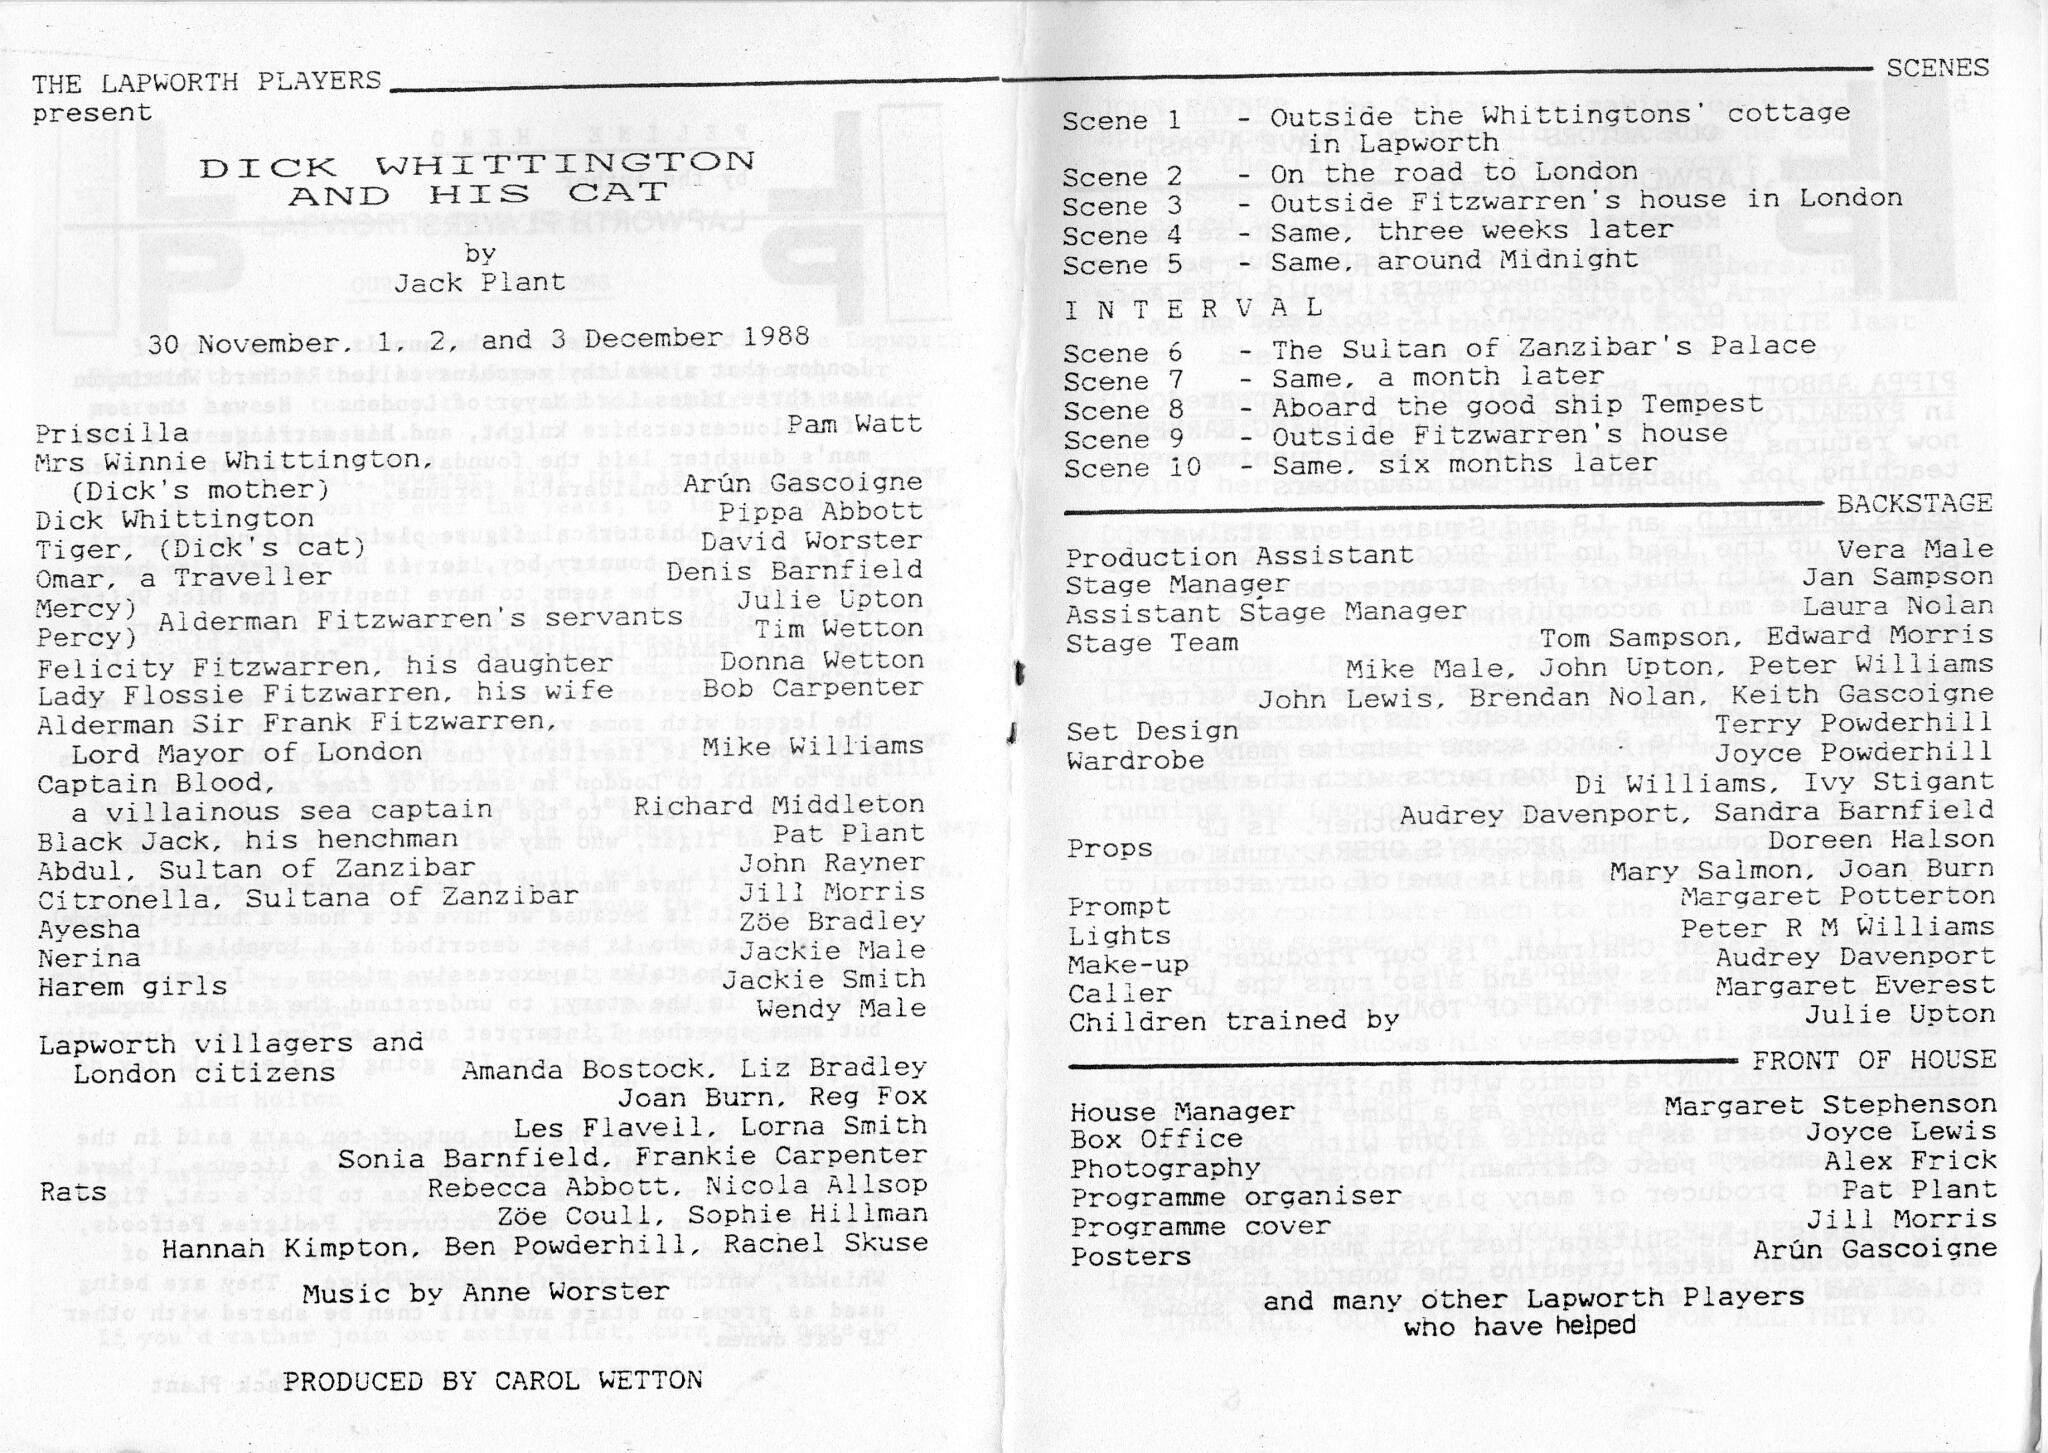 THE LAPWORTH PLAYERS
present
DICK WHITTINGTON
AND HIS CAT
by
Jack Plant
30 November, 1, 2, and 3 December 1988
Priscilla Pam Watt
Mrs Winnie Whittington,
(Dick's mother) Arún Gascoigne
Dick Whittington Pippa Abbott
Tiger, (Dick's cat) David Worster
Omar, a Traveller Denis Barnfield
Mercy) Julie Upton
Alderman Fitzwarren's servants
Percy) Tim Wetton
Felicity Fitzwarren, his daughter Donna Wetton
Lady Flossie Fitzwarren, his wife Bob Carpenter
Alderman Sir Frank Fitzwarren,
Lord Mayor of London Mike Williams
Captain Blood,
a villainous sea captain Richard Middleton
Black Jack, his henchman Pat Plant
Abdul, Sultan of Zanzibar John Rayner
Citronella, Sultana of Zanzibar Jill Morris
Ayesha Zöe Bradley
Nerina Jackie Male
Harem girls Jackie Smith
Wendy Male
Lapworth villagers and
London citizens Amanda Bostock, Liz Bradley
Joan Burn, Reg Fox
Les Flavell, Lorna Smith
Sonia Barnfield, Frankie Carpenter
Rats Rebecca Abbott, Nicola Allsop
Zöe Coull, Sophie Hillman
Hannah Kimpton, Ben Powderhill, Rachel Skuse
Music by Anne Worster
PRODUCED BY CAROL WETTON
SCENES
Scene 1 - Outside the Whittingtons' cottage
in Lapworth
Scene 2 - On the road to London
Scene 3 - Outside Fitzwarren's house in London
Scene 4 - Same, three weeks later
Scene 5 - Same, around Midnight
I N T E R V A L
Scene 6 - The Sultan of Zanzibar's Palace
Scene 7 - Same, a month later
Scene 8 - Aboard the good ship Tempest
Scene 9 - Outside Fitzwarren's house
Scene 10 - Same, six months later
BACKSTAGE
Production Assistant Vera Male
Stage Manager Jan Sampson
Assistant Stage Manager Laura Nolan
Stage Team Tom Sampson, Edward Morris
Mike Male, John Upton, Peter Williams
John Lewis, Brendan Nolan, Keith Gascoigne
Set Design Terry Powderhill
Wardrobe Joyce Powderhill
Di Williams, Ivy Stigant
Audrey Davenport, Sandra Barnfield
Props Doreen Halson
Mary Salmon, Joan Burn
Prompt Margaret Potterton
Lights Peter R M Williams
Make-up Audrey Davenport
Caller Margaret Everest
Children trained by Julie Upton
FRONT OF HOUSE
House Manager Margaret Stephenson
Box Office Joyce Lewis
Photography Alex Frick
Programme organiser Pat Plant
Programme cover Jill Morris
Posters Arún Gascoigne
and many other Lapworth Players
who have helped